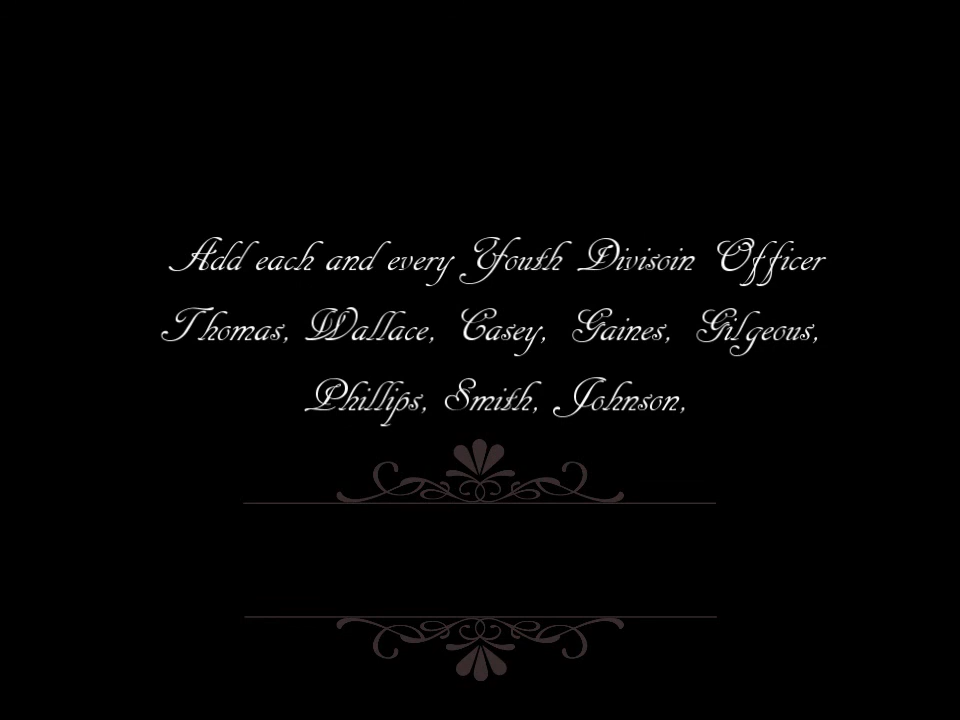 Add each and every Youth Divisoin Officer
Thomas, Wallace, Casey, Gaines, Gilgeous,
Phillips, Smith, Johnson,